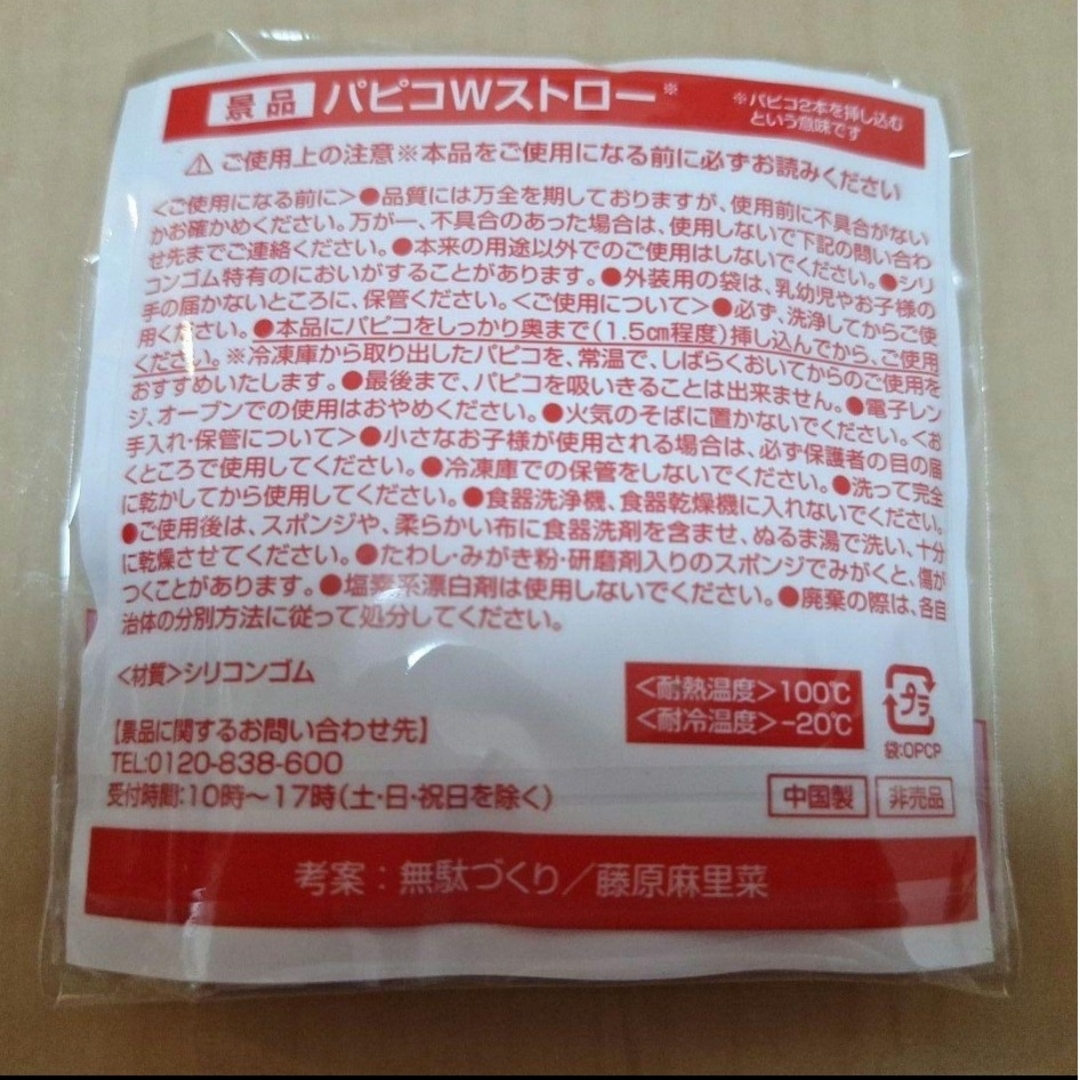 景品 パピコWストロー※
※パピコ2本を挿し込む
という意味です
⚠ご使用上の注意※本品をご使用になる前に必ずお読みください
<ご使用になる前に>●品質には万全を期しておりますが、使用前に不具合がない
かお確かめください。万が一、不具合のあった場合は、使用しないで下記の問い合わ
せ先までご連絡ください。●本来の用途以外でのご使用はしないでください。●シリ
コンゴム特有のにおいがすることがあります。●外装用の袋は、乳幼児やお子様の
手の届かないところに、保管ください。<ご使用について>●必ず、洗浄してからご使
用ください。●本品にパピコをしっかり奥まで(1.5㎝程度)挿し込んでから、ご使用
ください。※冷凍庫から取り出したパピコを、常温で、しばらくおいてからのご使用を
おすすめいたします。●最後まで、パピコを吸いきることは出来ません。●電子レン
ジ、オーブンでの使用はおやめください。●火気のそばに置かないでください。<お
手入れ・保管について>●小さなお子様が使用される場合は、必ず保護者の目の届
くところで使用してください。●冷凍庫での保管をしないでください。●洗って完全
に乾かしてから使用してください。●食器洗浄機、食器乾燥機に入れないでください。
●ご使用後は、スポンジや、柔らかい布に食器洗剤を含ませ、ぬるま湯で洗い、十分
に乾燥させてください。●たわし・みがき粉・研磨剤入りのスポンジでみがくと、傷が
つくことがあります。●塩素系漂白剤は使用しないでください。●廃棄の際は、各自
治体の分別方法に従って処分してください。
<材質>シリコンゴム
<耐熱温度>100℃
<耐冷温度>-20℃
プラ
袋:OPCP
【景品に関するお問い合わせ先】
TEL:0120-838-600
受付時間:10時〜17時(土・日・祝日を除く)
中国製
非売品
考案:無駄づくり/藤原麻里菜